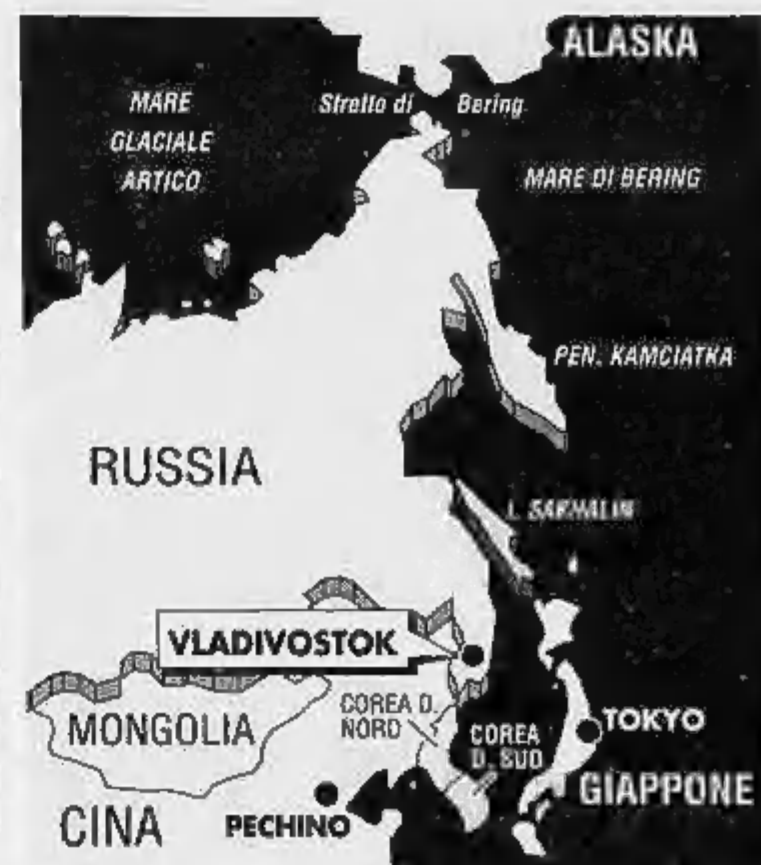 ALASKA
MARE
GLACIALE
ARTICO
Stretto di Bering
MARE DI BERING
PEN. KAMCIATKA
RUSSIA
I. SAKHALIN
VLADIVOSTOK
COREA D.
NORD
MONGOLIA
COREA
D. SUD
TOKYO
GIAPPONE
CINA
PECHINO